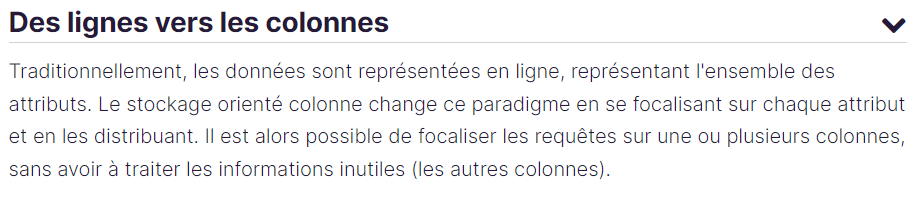 Des lignes vers les colonnes
Traditionnellement, les données sont représentées en ligne, représentant l'ensemble des
attributs. Le stockage orienté colonne change ce paradigme en se focalisant sur chaque attribut
et en les distribuant. Il est alors possible de focaliser les requêtes sur une ou plusieurs colonnes,
sans avoir à traiter les informations inutiles (les autres colonnes).